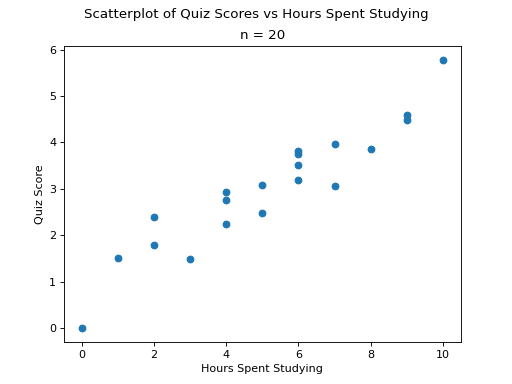 Scatterplot of Quiz Scores vs Hours Spent Studying
n = 20
6
5
4
3
2
1
0
Quiz Score
0 2 4 6 8 10
Hours Spent Studying